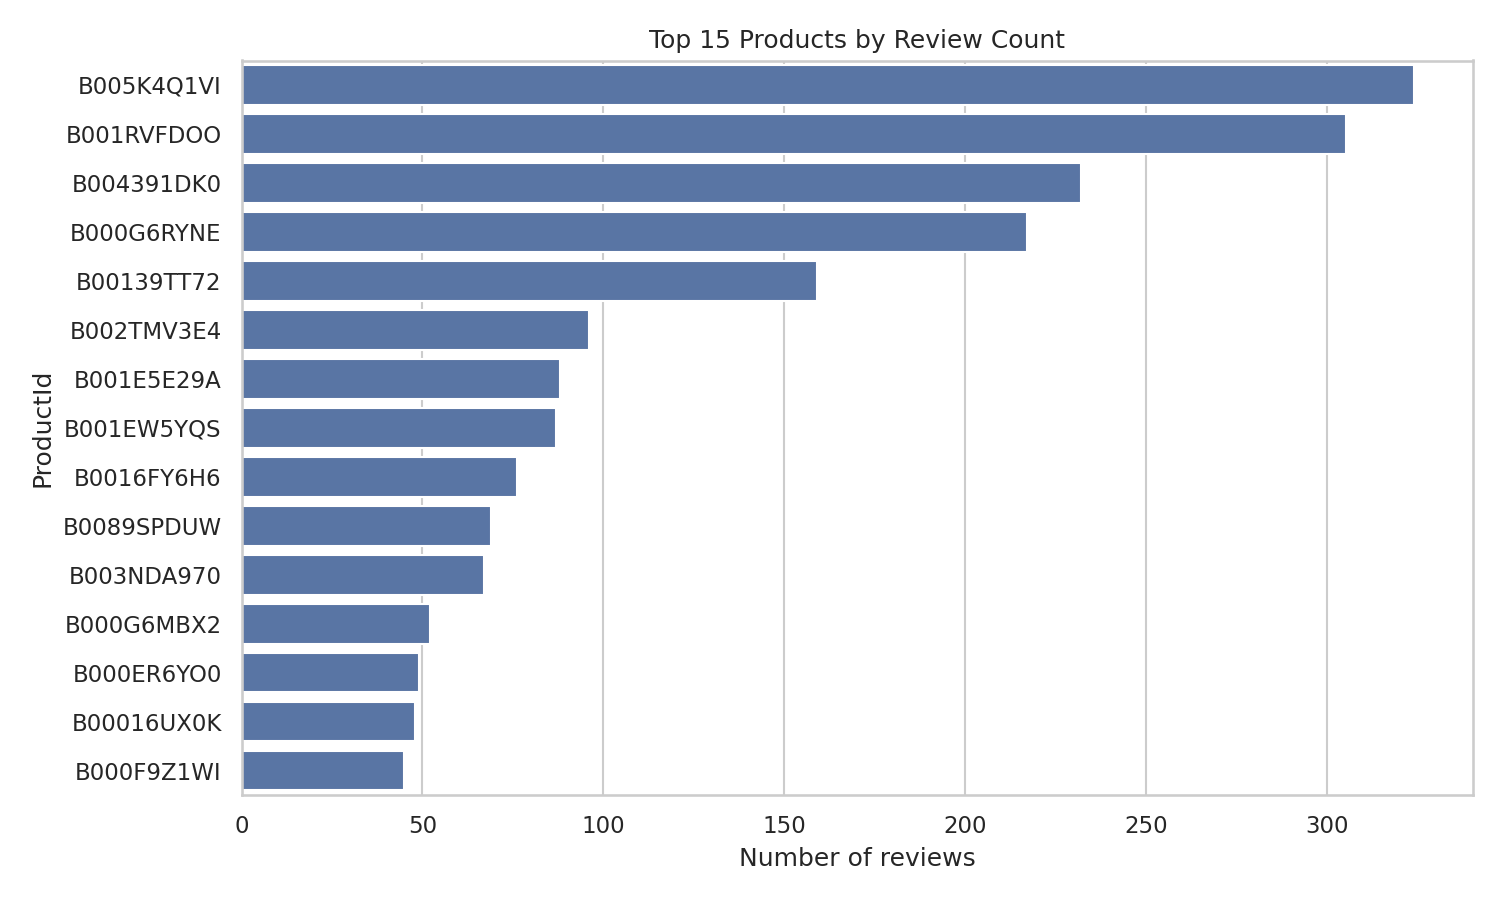 Top 15 Products by Review Count
B005K4Q1VI
B001RVFDOO
B004391DK0
B000G6RYNE
B00139TT72
B002TMV3E4
B001E5E29A
B001EW5YQS
B0016FY6H6
B0089SPDUW
B003NDA970
B000G6MBX2
B000ER6YO0
B00016UX0K
B000F9Z1WI
ProductId
0 50 100 150 200 250 300
Number of reviews